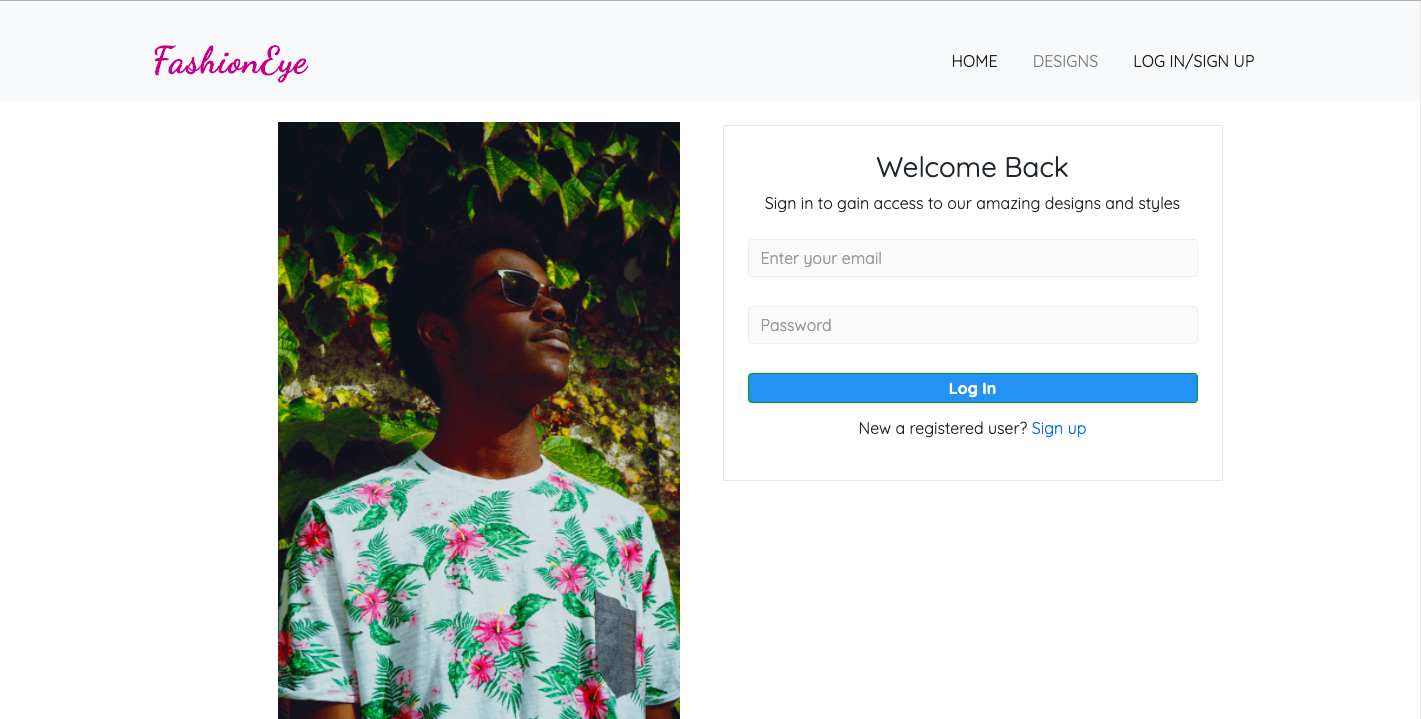 FashionEye
HOME DESIGNS LOG IN/SIGN UP
Welcome Back
Sign in to gain access to our amazing designs and styles
Enter your email
Password
Log In
New a registered user? Sign up